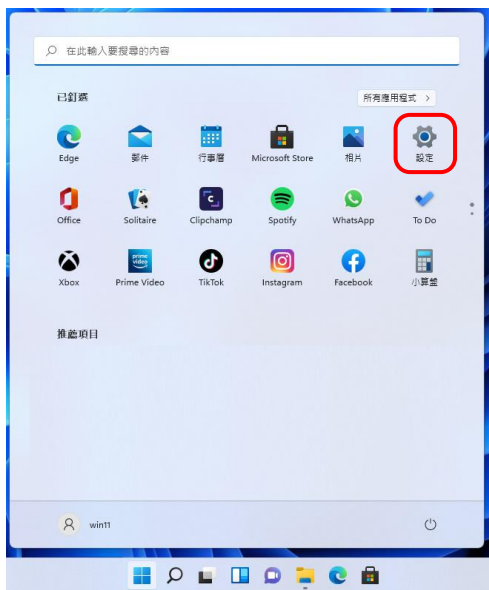 在此輸入要搜尋的內容
已釘選
所有應用程式 >
Edge 郵件 行事曆 Microsoft Store 相片 設定
Office Solitaire Clipchamp Spotify WhatsApp To Do
prime video
Xbox Prime Video TikTok Instagram Facebook 小算盤
推薦項目
win11